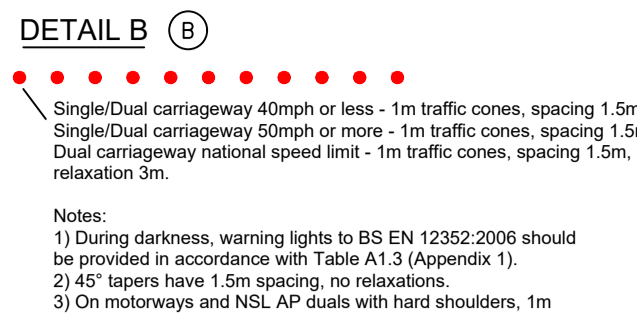 DETAIL B B
Single/Dual carriageway 40mph or less - 1m traffic cones, spacing 1.5m
Single/Dual carriageway 50mph or more - 1m traffic cones, spacing 1.5m
Dual carriageway national speed limit - 1m traffic cones, spacing 1.5m,
relaxation 3m.
Notes:
1) During darkness, warning lights to BS EN 12352:2006 should
be provided in accordance with Table A1.3 (Appendix 1).
2) 45° tapers have 1.5m spacing, no relaxations.
3) On motorways and NSL AP duals with hard shoulders, 1m